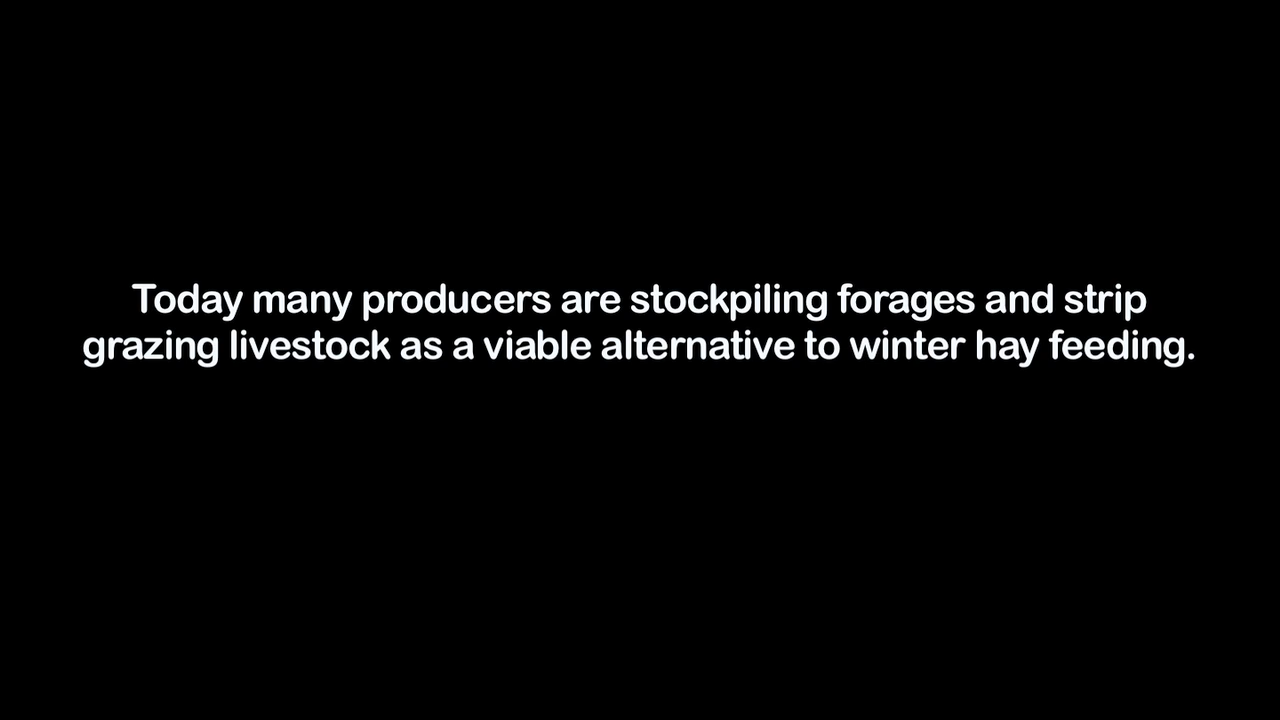 Today many producers are stockpiling forages and strip
grazing livestock as a viable alternative to winter hay feeding.